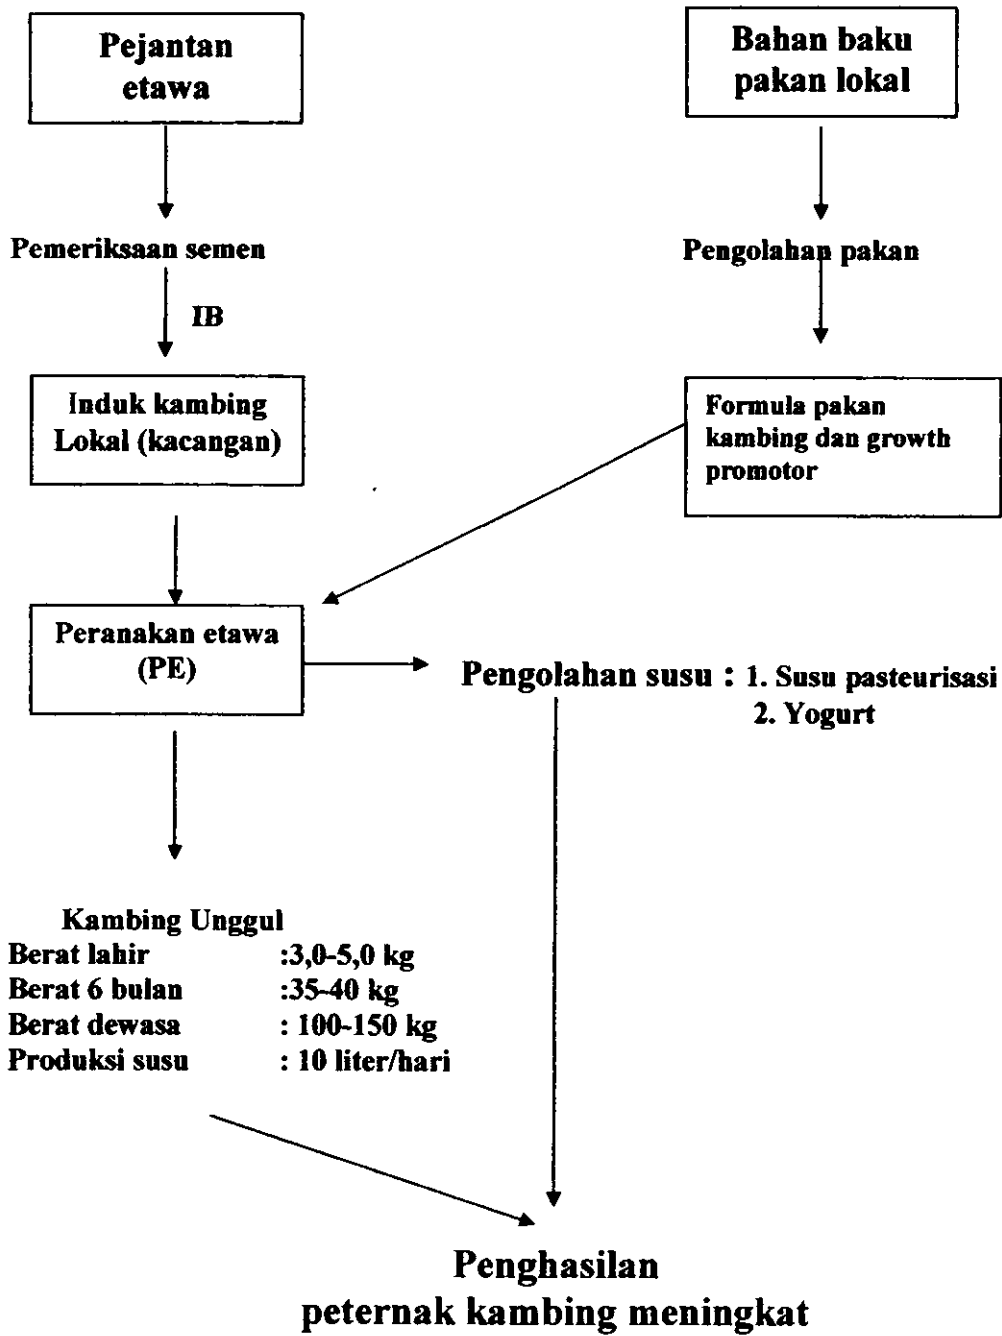 Pejantan
etawa
Bahan baku
pakan lokal
Pemeriksaan semen
Pengolahan pakan
IB
Induk kambing
Lokal (kacangan)
Formula pakan
kambing dan growth
promotor
Peranakan etawa
(PE)
Pengolahan susu : 1. Susu pasteurisasi
2. Yogurt
Kambing Unggul
Berat lahir :3,0-5,0 kg
Berat 6 bulan :35-40 kg
Berat dewasa : 100-150 kg
Produksi susu : 10 liter/hari
Penghasilan
peternak kambing meningkat